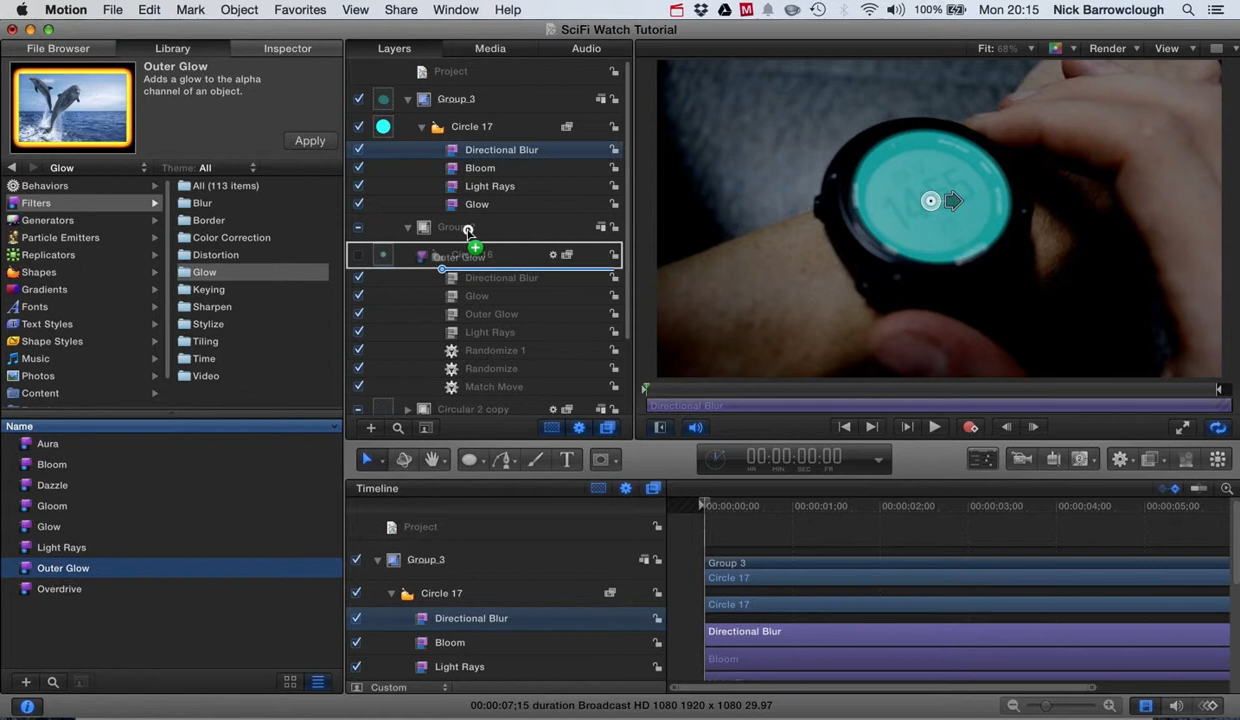 Motion File Edit Mark Object Favorites View Share Window Help 100% Mon 20:15 Nick Barrowclough
SciFi Watch Tutorial
File Browser Library Inspector
Layers Media Audio
Fit: 68% Render View
Outer Glow
Adds a glow to the alpha
channel of an object.
Apply
Glow Theme: All
Behaviors
Filters
Generators
Particle Emitters
Replicators
Shapes
Gradients
Fonts
Text Styles
Shape Styles
Music
Photos
Content
All (113 items)
Blur
Border
Color Correction
Distortion
Glow
Keying
Sharpen
Stylize
Tiling
Time
Video
Name
Aura
Bloom
Dazzle
Gloom
Glow
Light Rays
Outer Glow
Overdrive
Project
Group 3
Circle 17
Directional Blur
Bloom
Light Rays
Glow
Group
Outer Glow
Directional Blur
Glow
Outer Glow
Light Rays
Randomize 1
Randomize
Match Move
Circular 2 copy
Directional Blur
00:00:00:00
HR MIN SEC FR
Timeline
Project
Group 3
Circle 17
Directional Blur
Bloom
Light Rays
Custom
00:00:00;00 00:00:01;00 00:00:02;00 00:00:03;00 00:00:04;00 00:00:05;00
Group 3
Circle 17
Circle 17
Directional Blur
Bloom
00:00:07;15 duration Broadcast HD 1080 1920 x 1080 29.97